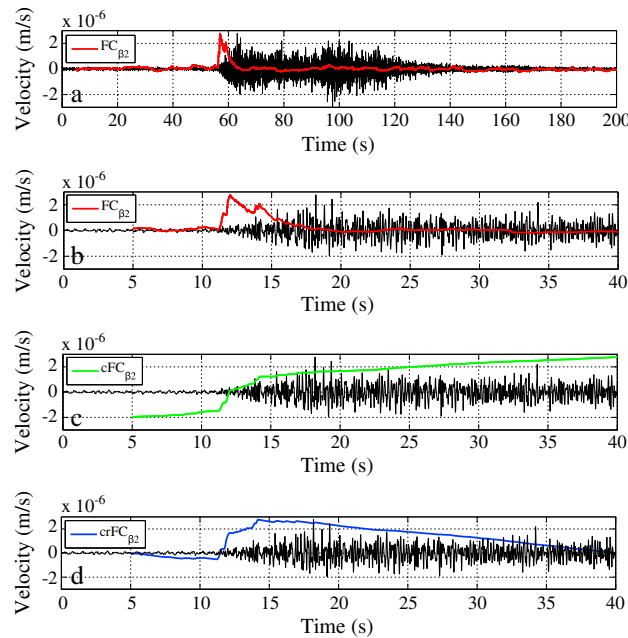 x 10-6
Velocity (m/s)
2
0
-2
FCβ2
a
0 20 40 60 80 100 120 140 160 180 200
Time (s)
x 10-6
Velocity (m/s)
2
0
-2
FCβ2
b
0 5 10 15 20 25 30 35 40
Time (s)
x 10-6
Velocity (m/s)
2
0
-2
cFCβ2
c
0 5 10 15 20 25 30 35 40
Time (s)
x 10-6
Velocity (m/s)
2
0
-2
crFCβ2
d
0 5 10 15 20 25 30 35 40
Time (s)